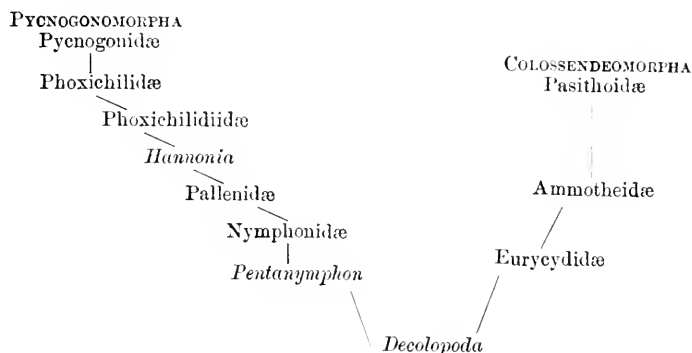 PYCNOGONOMORPHA
Pycnogonidæ
Phoxichilidæ
Phoxichilidiidæ
Hannonia
Pallenidæ
Nymphonidæ
Pentanymphon
Decolopoda
COLOSSENDEOMORPHA
Pasithoidæ
Ammotheidæ
Eurycydidæ